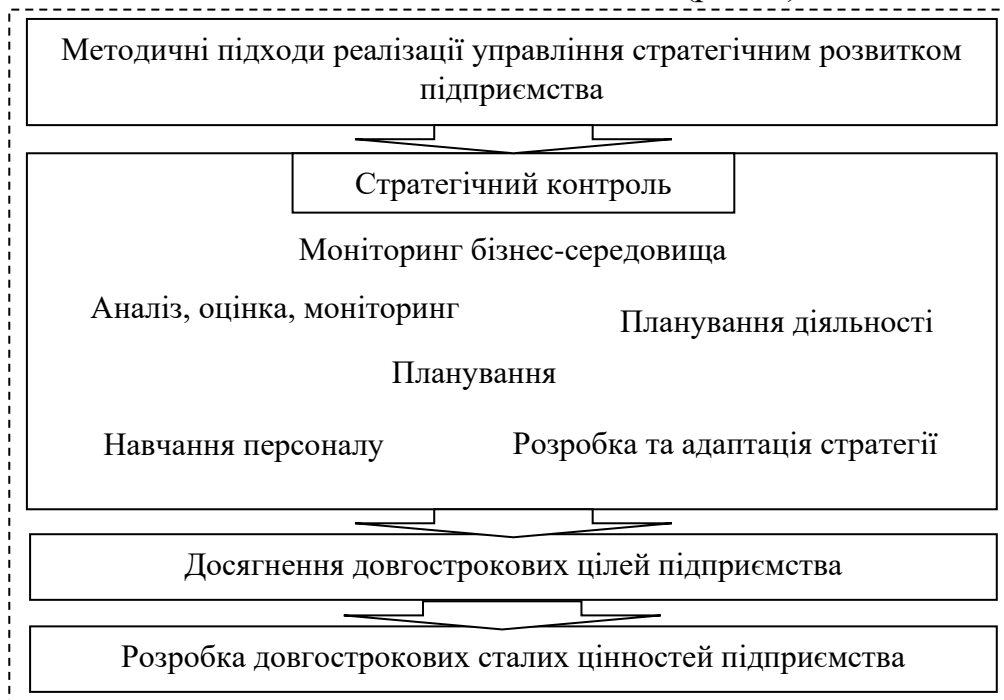 Методичні підходи реалізації управління стратегічним розвитком
підприємства
Стратегічний контроль
Моніторинг бізнес-середовища
Аналіз, оцінка, моніторинг
Планування діяльності
Планування
Навчання персоналу
Розробка та адаптація стратегії
Досягнення довгострокових цілей підприємства
Розробка довгострокових сталих цінностей підприємства